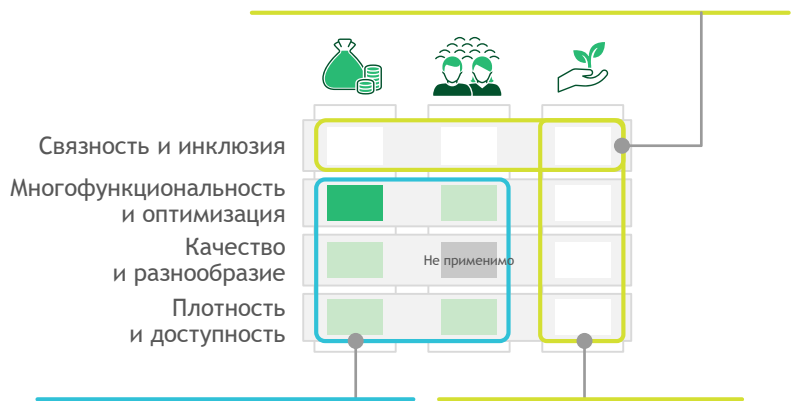 Связность и инклюзия
Многофункциональность
и оптимизация
Качество
и разнообразие
Не применимо
Плотность
и доступность